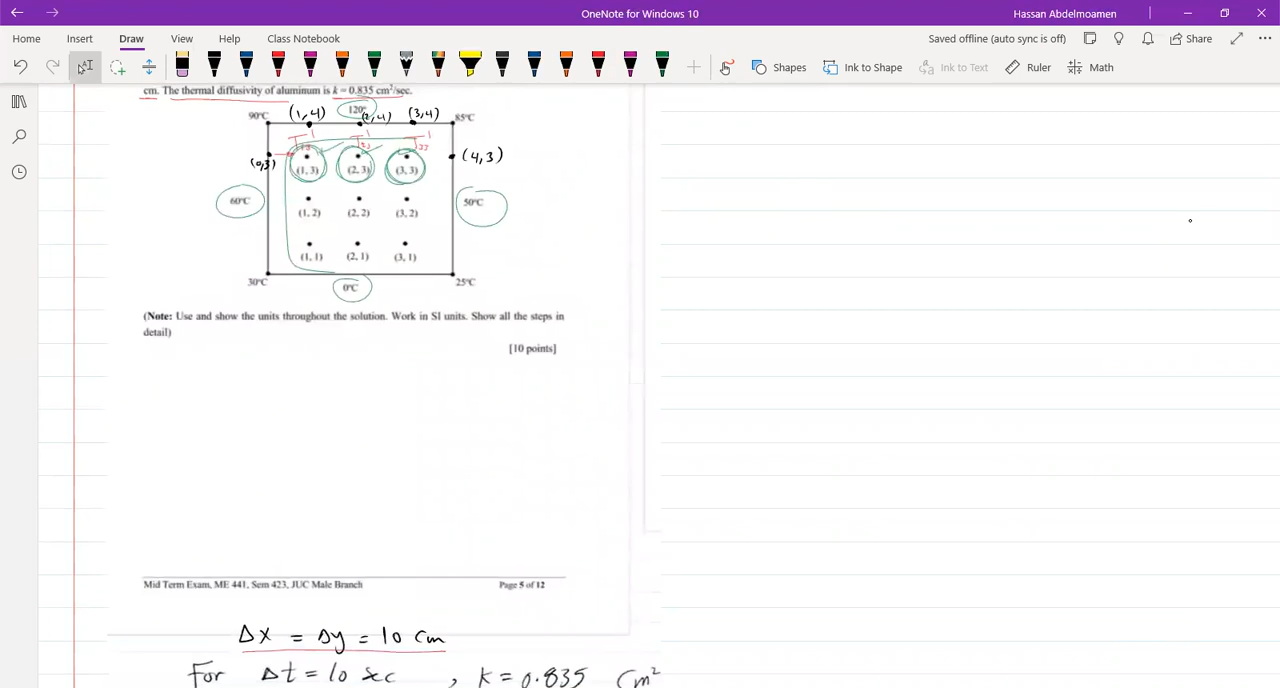 OneNote for Windows 10
Hassan Abdelmoamen
Home Insert Draw View Help Class Notebook
Saved offline (auto sync is off) Share
Shapes Ink to Shape Ink to Text Ruler Math
cm. The thermal diffusivity of aluminum is k = 0.835 cm²/sec.
90°C (1,4) 120° (2,4) (3,4) 85°C
T¹₁₃ T¹₂₃ T¹₃₃
(0,3) (4,3)
(1, 3) (2, 3) (3, 3)
60°C 50°C
(1, 2) (2, 2) (3, 2)
(1, 1) (2, 1) (3, 1)
30°C 0°C 25°C
(Note: Use and show the units throughout the solution. Work in SI units. Show all the steps in
detail)
[10 points]
Mid Term Exam, ME 441, Sem 423, JUC Male Branch Page 5 of 12
Δx = Δy = 10 cm
For Δt = 10 sec , k = 0.835 cm²